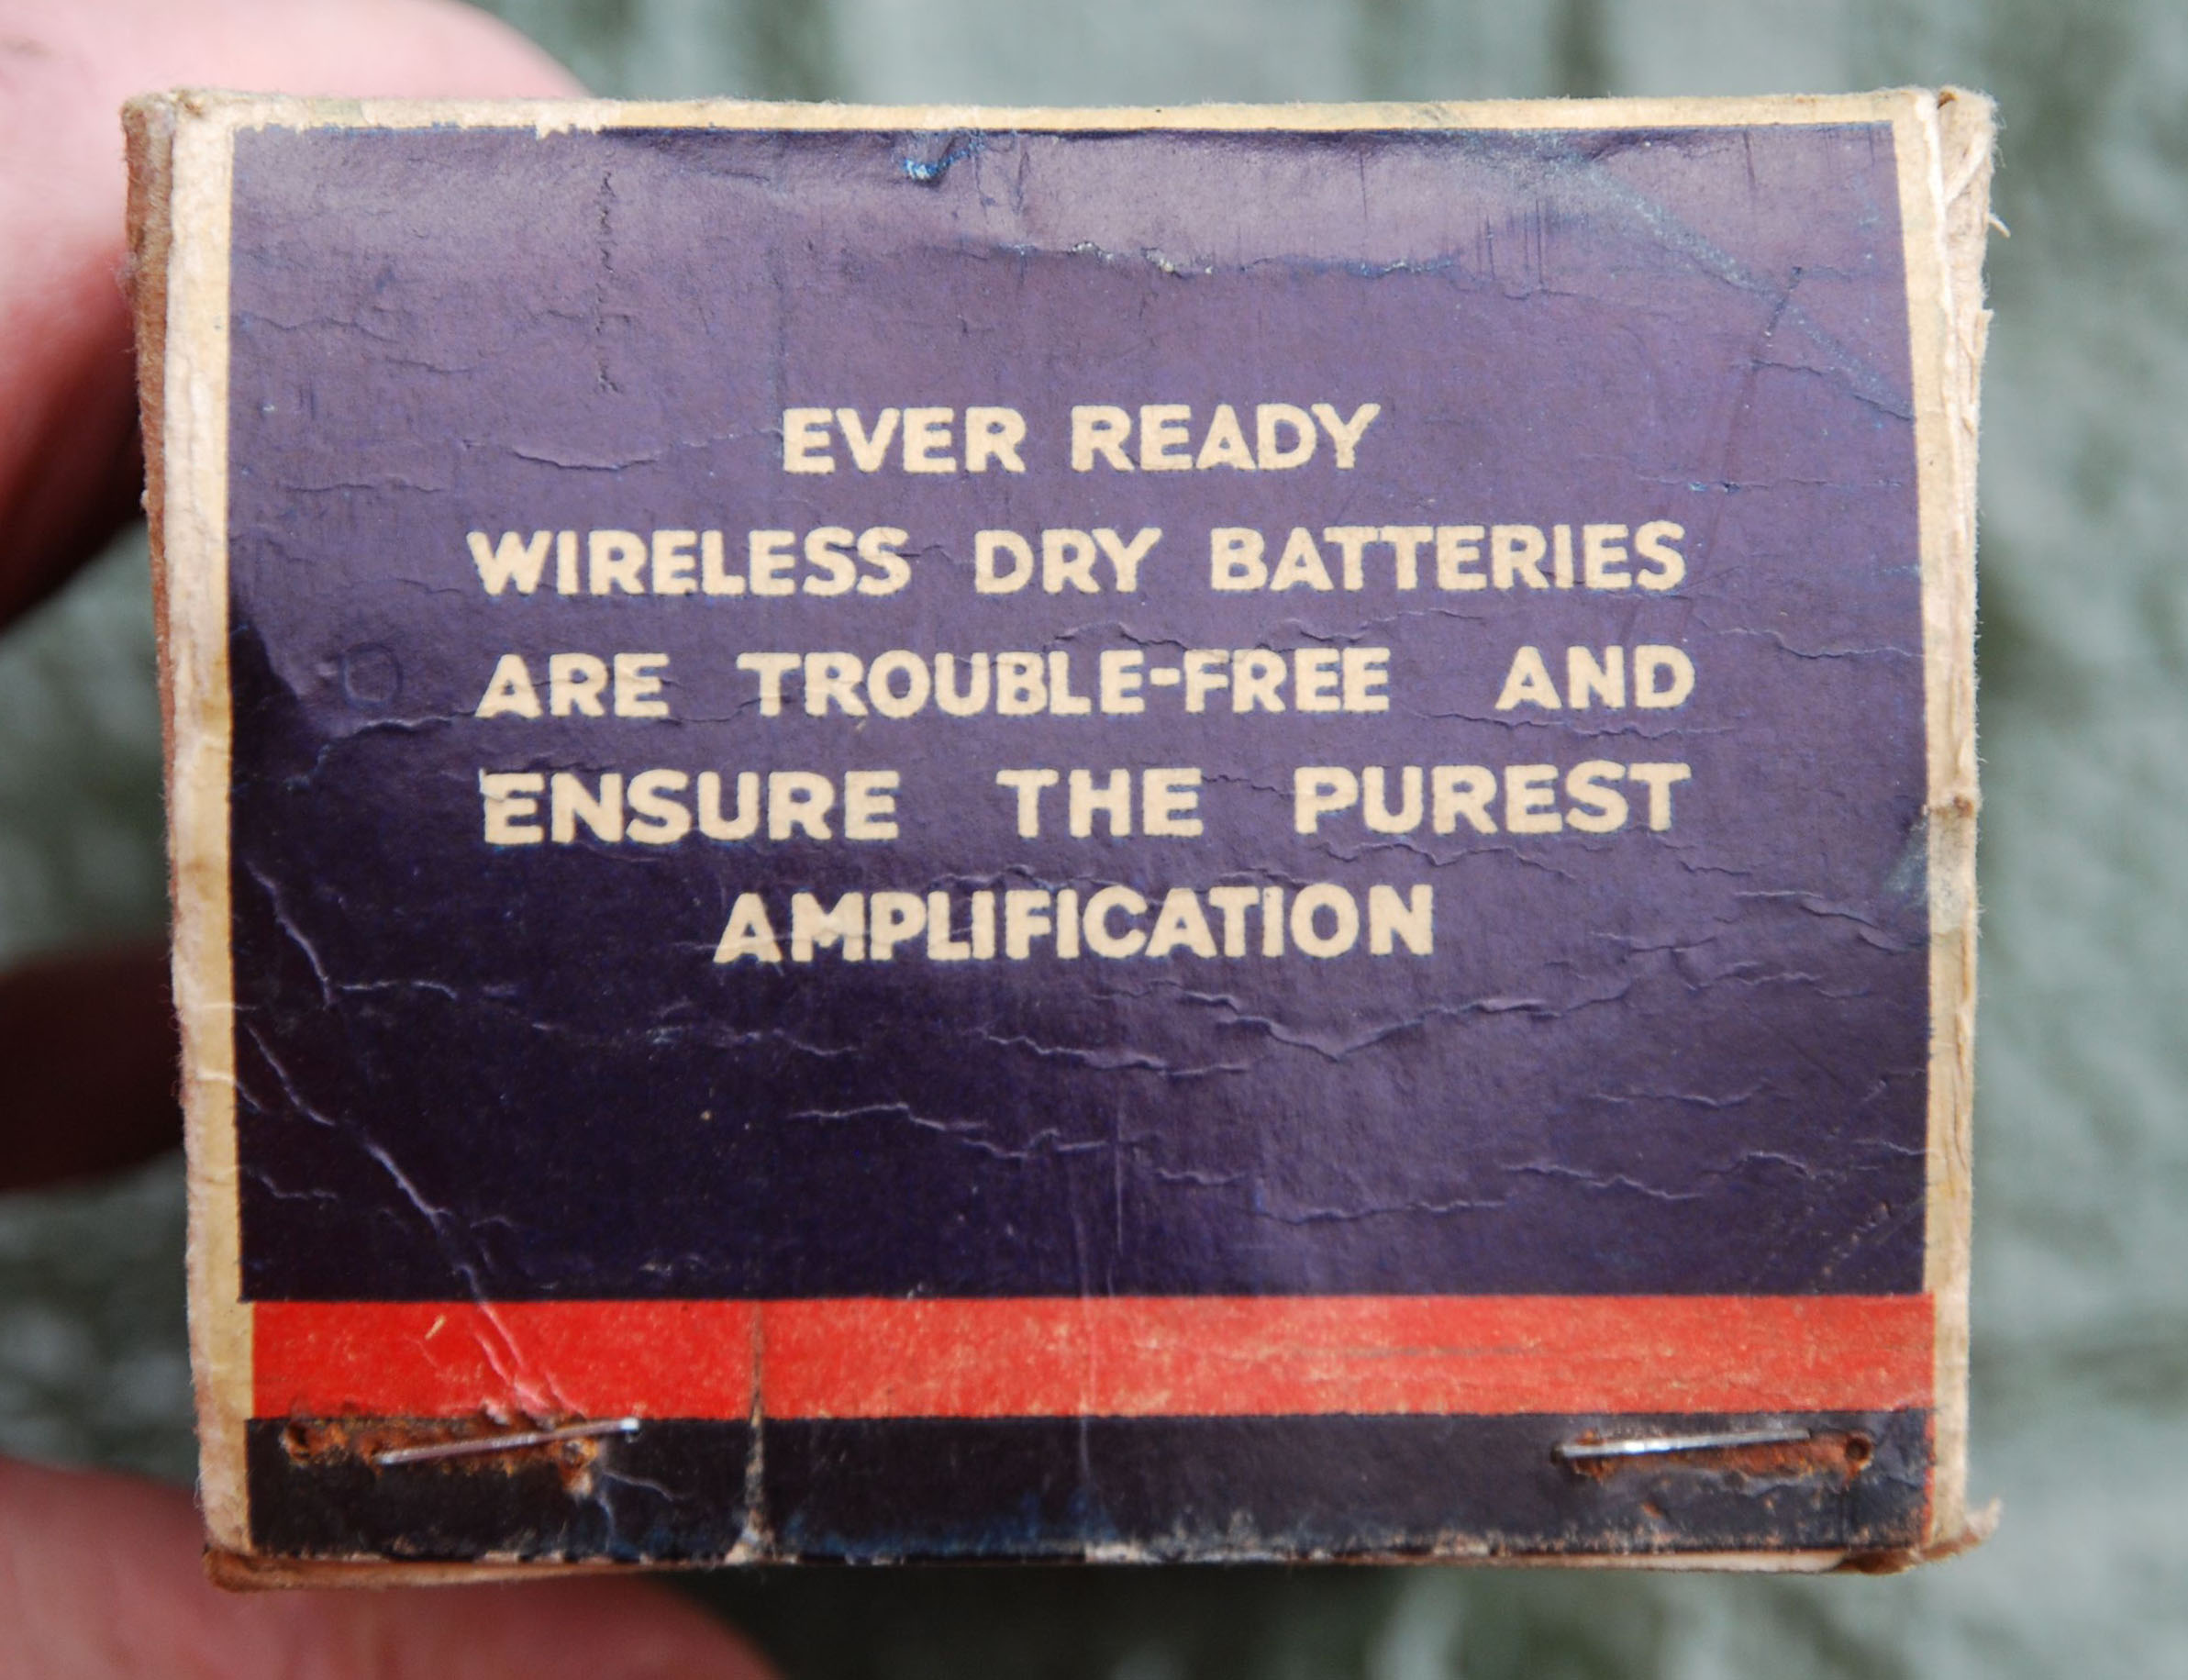 EVER READY
WIRELESS DRY BATTERIES
ARE TROUBLE-FREE AND
ENSURE THE PUREST
AMPLIFICATION